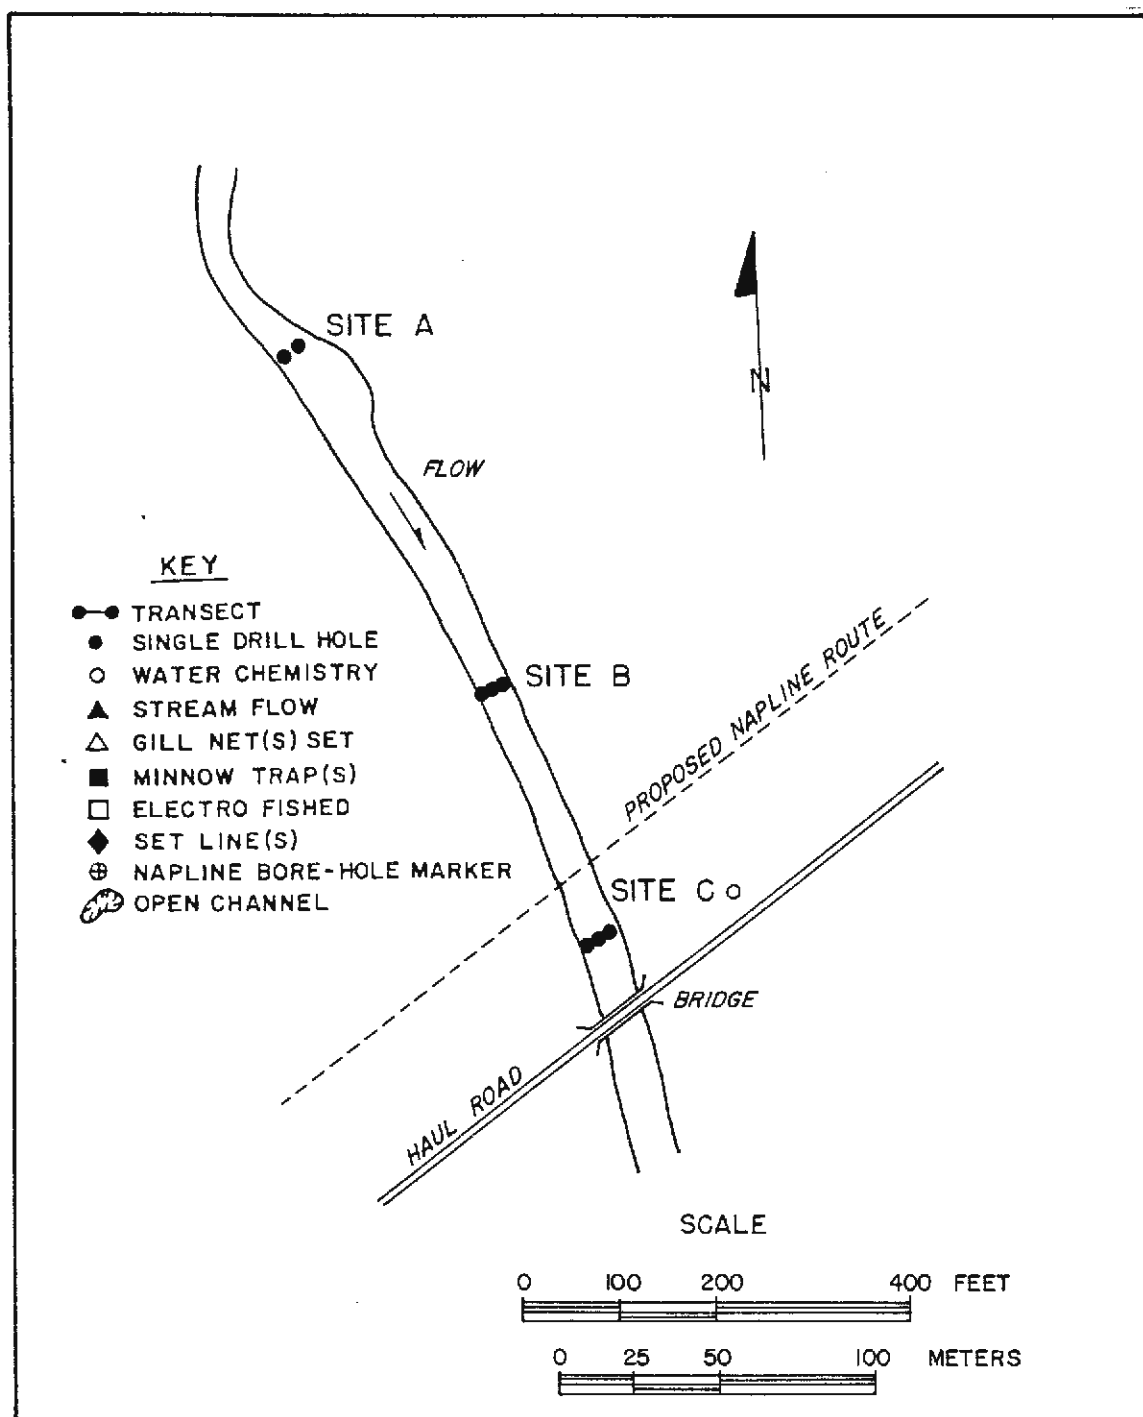 SITE A
N
FLOW
KEY
TRANSECT
SINGLE DRILL HOLE
WATER CHEMISTRY
STREAM FLOW
GILL NET(S) SET
MINNOW TRAP(S)
ELECTRO FISHED
SET LINE(S)
NAPLINE BORE-HOLE MARKER
OPEN CHANNEL
SITE B
PROPOSED NAPLINE ROUTE
SITE C
BRIDGE
HAUL ROAD
SCALE
0 100 200 400 FEET
0 25 50 100 METERS